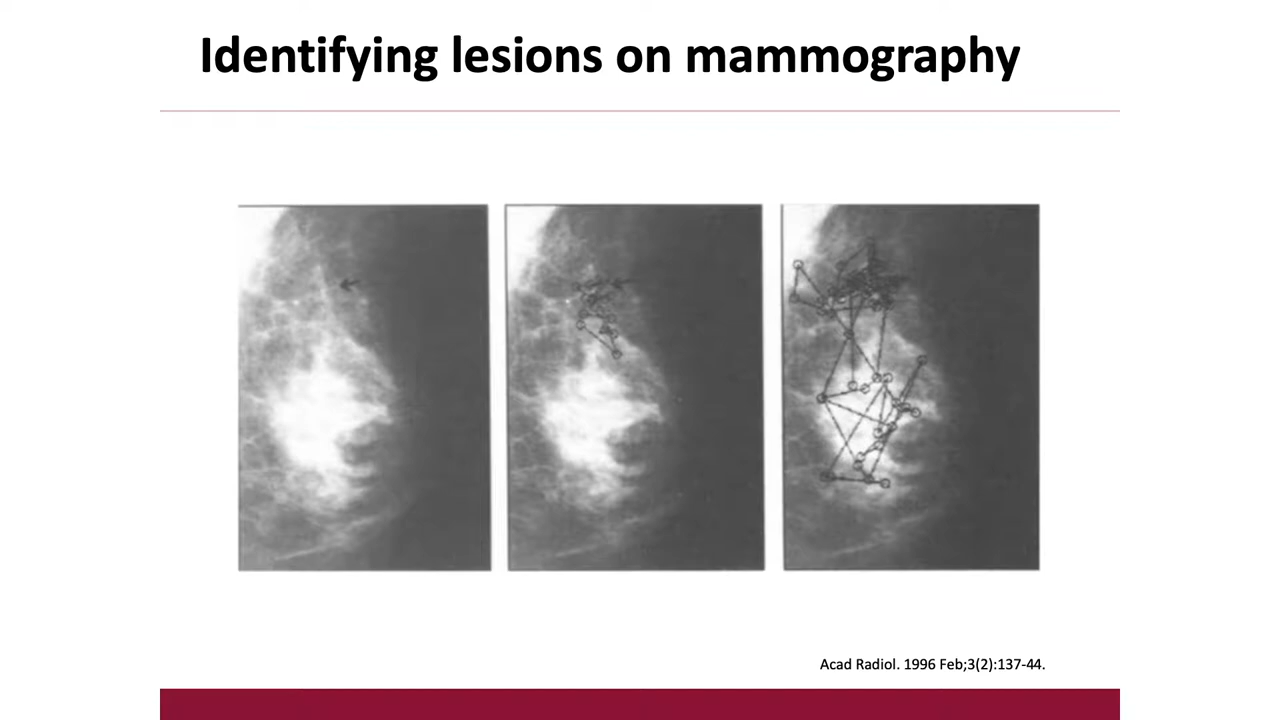 Identifying lesions on mammography
Acad Radiol. 1996 Feb;3(2):137-44.